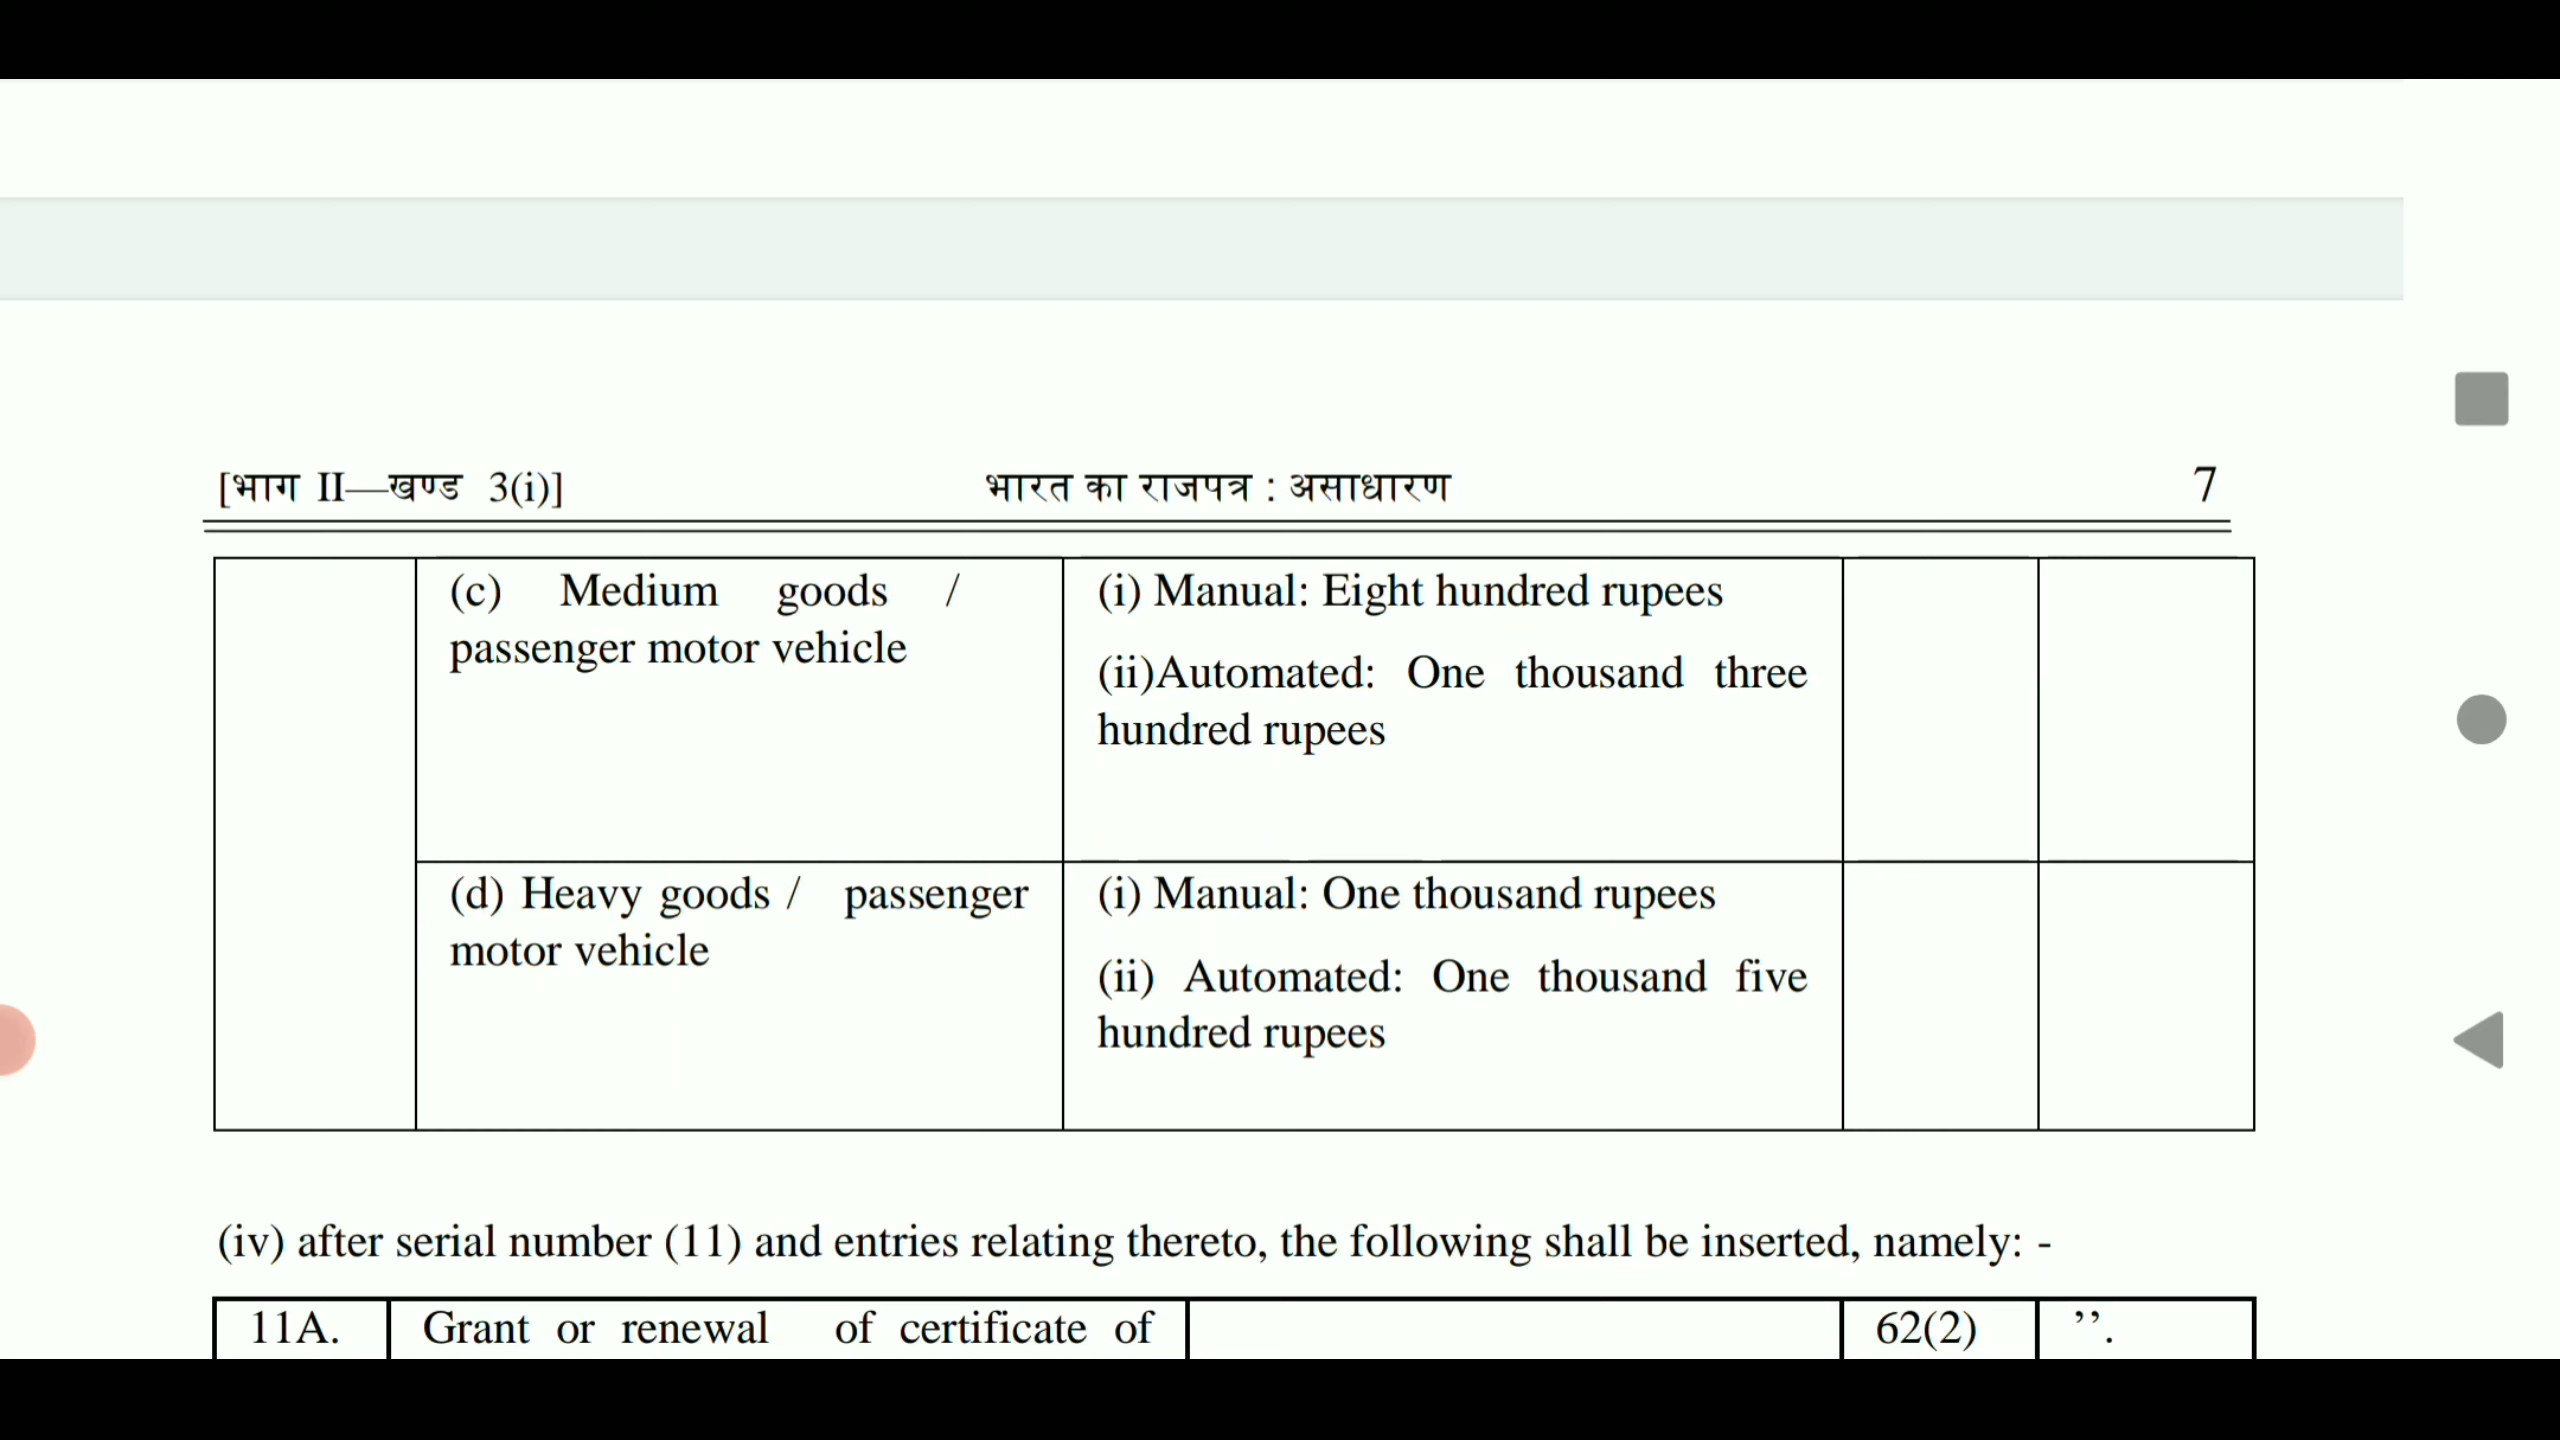 [भाग II—खण्ड 3(i)] भारत का राजपत्र : असाधारण 7
(c) Medium goods /
passenger motor vehicle
(i) Manual: Eight hundred rupees
(ii)Automated: One thousand three
hundred rupees
(d) Heavy goods / passenger
motor vehicle
(i) Manual: One thousand rupees
(ii) Automated: One thousand five
hundred rupees
(iv) after serial number (11) and entries relating thereto, the following shall be inserted, namely: -
11A. Grant or renewal of certificate of 62(2) ’’.